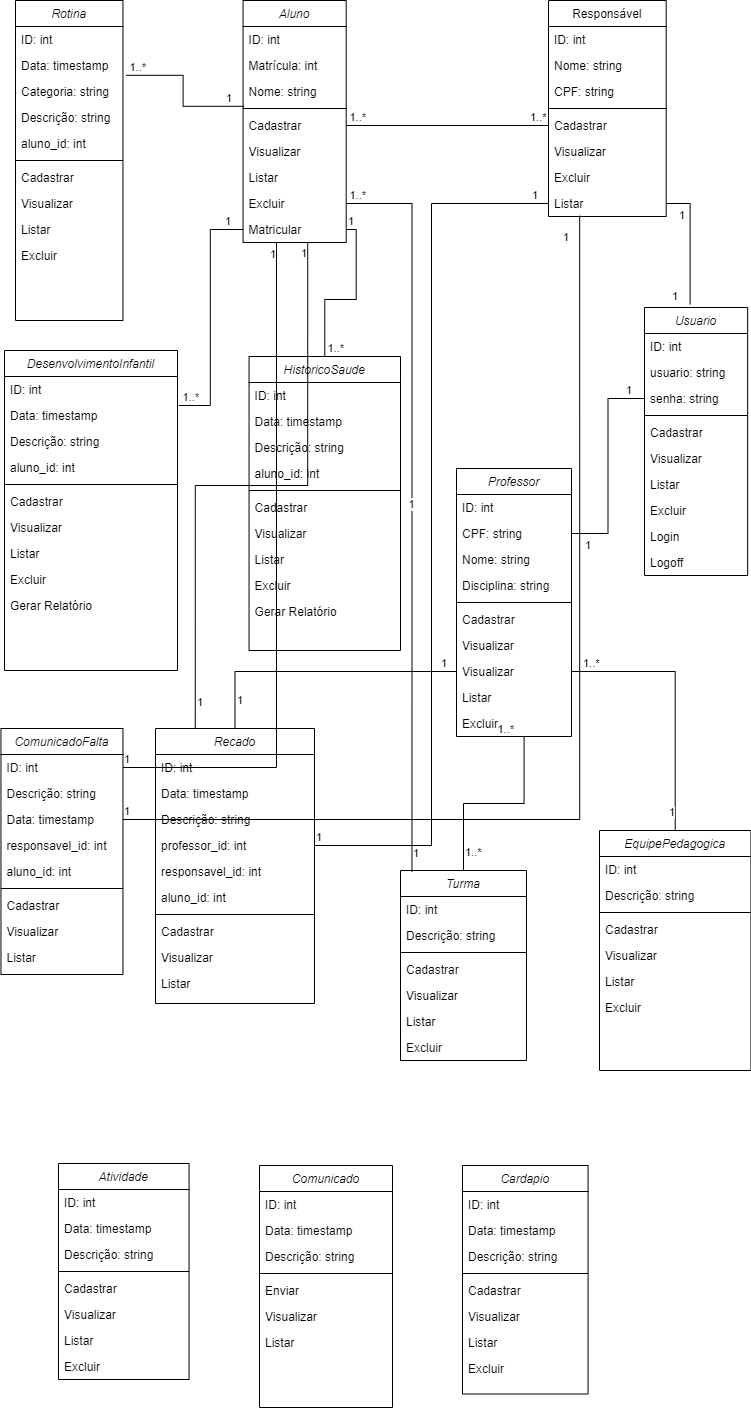 Rotina
ID: int
Data: timestamp
Categoria: string
Descrição: string
aluno_id: int
Cadastrar
Visualizar
Listar
Excluir
1..*
1
Aluno
ID: int
Matrícula: int
Nome: string
Cadastrar
Visualizar
Listar
Excluir
Matricular
1..*
1..*
1..*
1
1
1
1
Responsável
ID: int
Nome: string
CPF: string
Cadastrar
Visualizar
Excluir
Listar
1
1
1
1
Usuario
ID: int
usuario: string
senha: string
Cadastrar
Visualizar
Listar
Excluir
Login
Logoff
1
DesenvolvimentoInfantil
ID: int
Data: timestamp
Descrição: string
aluno_id: int
Cadastrar
Visualizar
Listar
Excluir
Gerar Relatório
1..*
1..*
HistoricoSaude
ID: int
Data: timestamp
Descrição: string
aluno_id: int
Cadastrar
Visualizar
Listar
Excluir
Gerar Relatório
1
Professor
ID: int
CPF: string
Nome: string
Disciplina: string
Cadastrar
Visualizar
Visualizar
Listar
Excluir
1
1
1..*
1..*
ComunicadoFalta
ID: int
Descrição: string
Data: timestamp
responsavel_id: int
aluno_id: int
Cadastrar
Visualizar
Listar
1
1
1
1
Recado
ID: int
Data: timestamp
Descrição: string
professor_id: int
responsavel_id: int
aluno_id: int
Cadastrar
Visualizar
Listar
1
1
1..*
Turma
ID: int
Descrição: string
Cadastrar
Visualizar
Listar
Excluir
1
EquipePedagogica
ID: int
Descrição: string
Cadastrar
Visualizar
Listar
Excluir
Atividade
ID: int
Data: timestamp
Descrição: string
Cadastrar
Visualizar
Listar
Excluir
Comunicado
ID: int
Data: timestamp
Descrição: string
Enviar
Visualizar
Listar
Cardapio
ID: int
Data: timestamp
Descrição: string
Cadastrar
Visualizar
Listar
Excluir